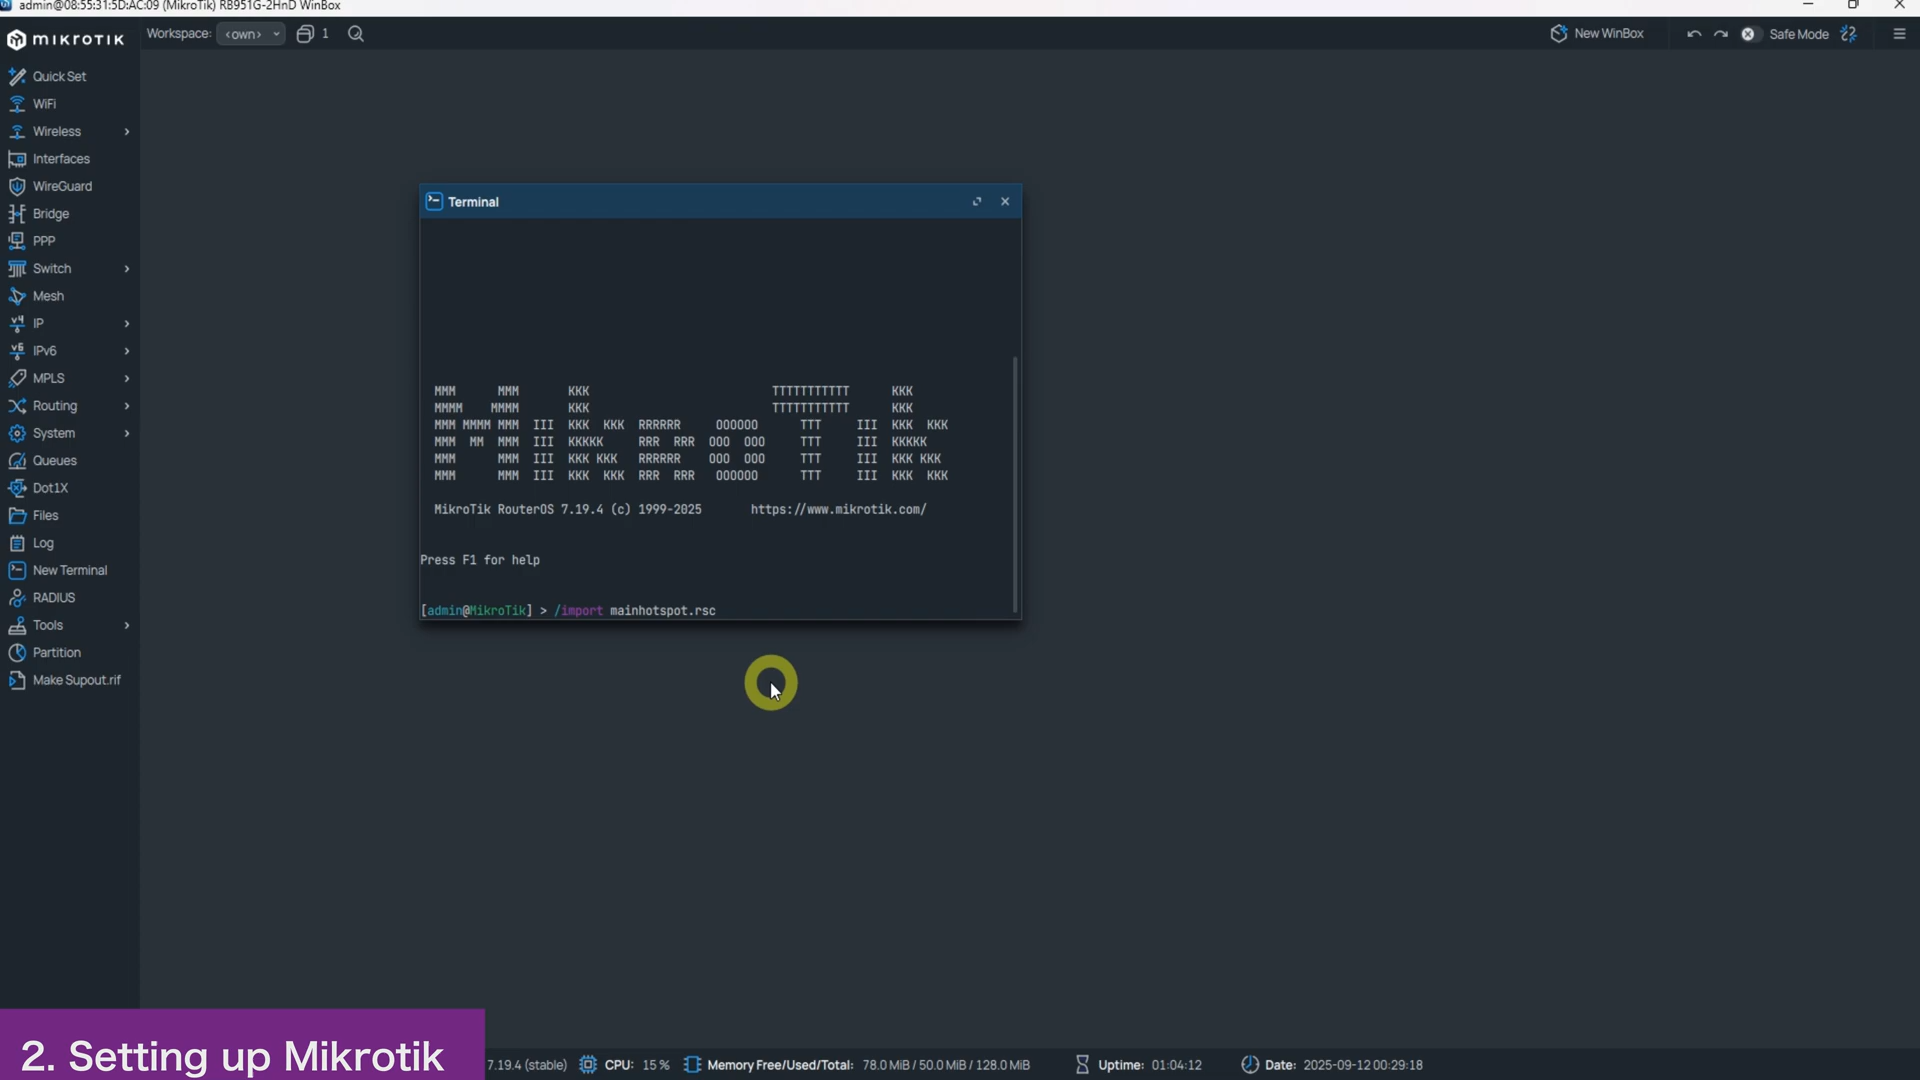 admin@08:55:31:5D:AC:09 (MikroTik) RB951G-2HnD WinBox
MIKROTIK
Workspace: <own> 1
New WinBox
Safe Mode
Quick Set
WiFi
Wireless
Interfaces
WireGuard
Bridge
PPP
Switch
Mesh
IP
IPv6
MPLS
Routing
System
Queues
Dot1X
Files
Log
New Terminal
RADIUS
Tools
Partition
Make Supout.rif
Terminal
MMM      MMM       KKK                          TTTTTTTTTTT      KKK
MMMM    MMMM       KKK                          TTTTTTTTTTT      KKK
MMM MMMM MMM  III  KKK  KKK  RRRRRR     OOOOOO      TTT     III  KKK  KKK
MMM  MM  MMM  III  KKKKK     RRR  RRR  OOO  OOO     TTT     III  KKKKK
MMM      MMM  III  KKK KKK   RRRRRR    OOO  OOO     TTT     III  KKK KKK
MMM      MMM  III  KKK  KKK  RRR  RRR   OOOOOO      TTT     III  KKK  KKK
MikroTik RouterOS 7.19.4 (c) 1999-2025       https://www.mikrotik.com/
Press F1 for help
[admin@MikroTik] > /import mainhotspot.rsc
2. Setting up Mikrotik
7.19.4 (stable) CPU: 15 % Memory Free/Used/Total: 78.0 MiB / 50.0 MiB / 128.0 MiB Uptime: 01:04:12 Date: 2025-09-12 00:29:18